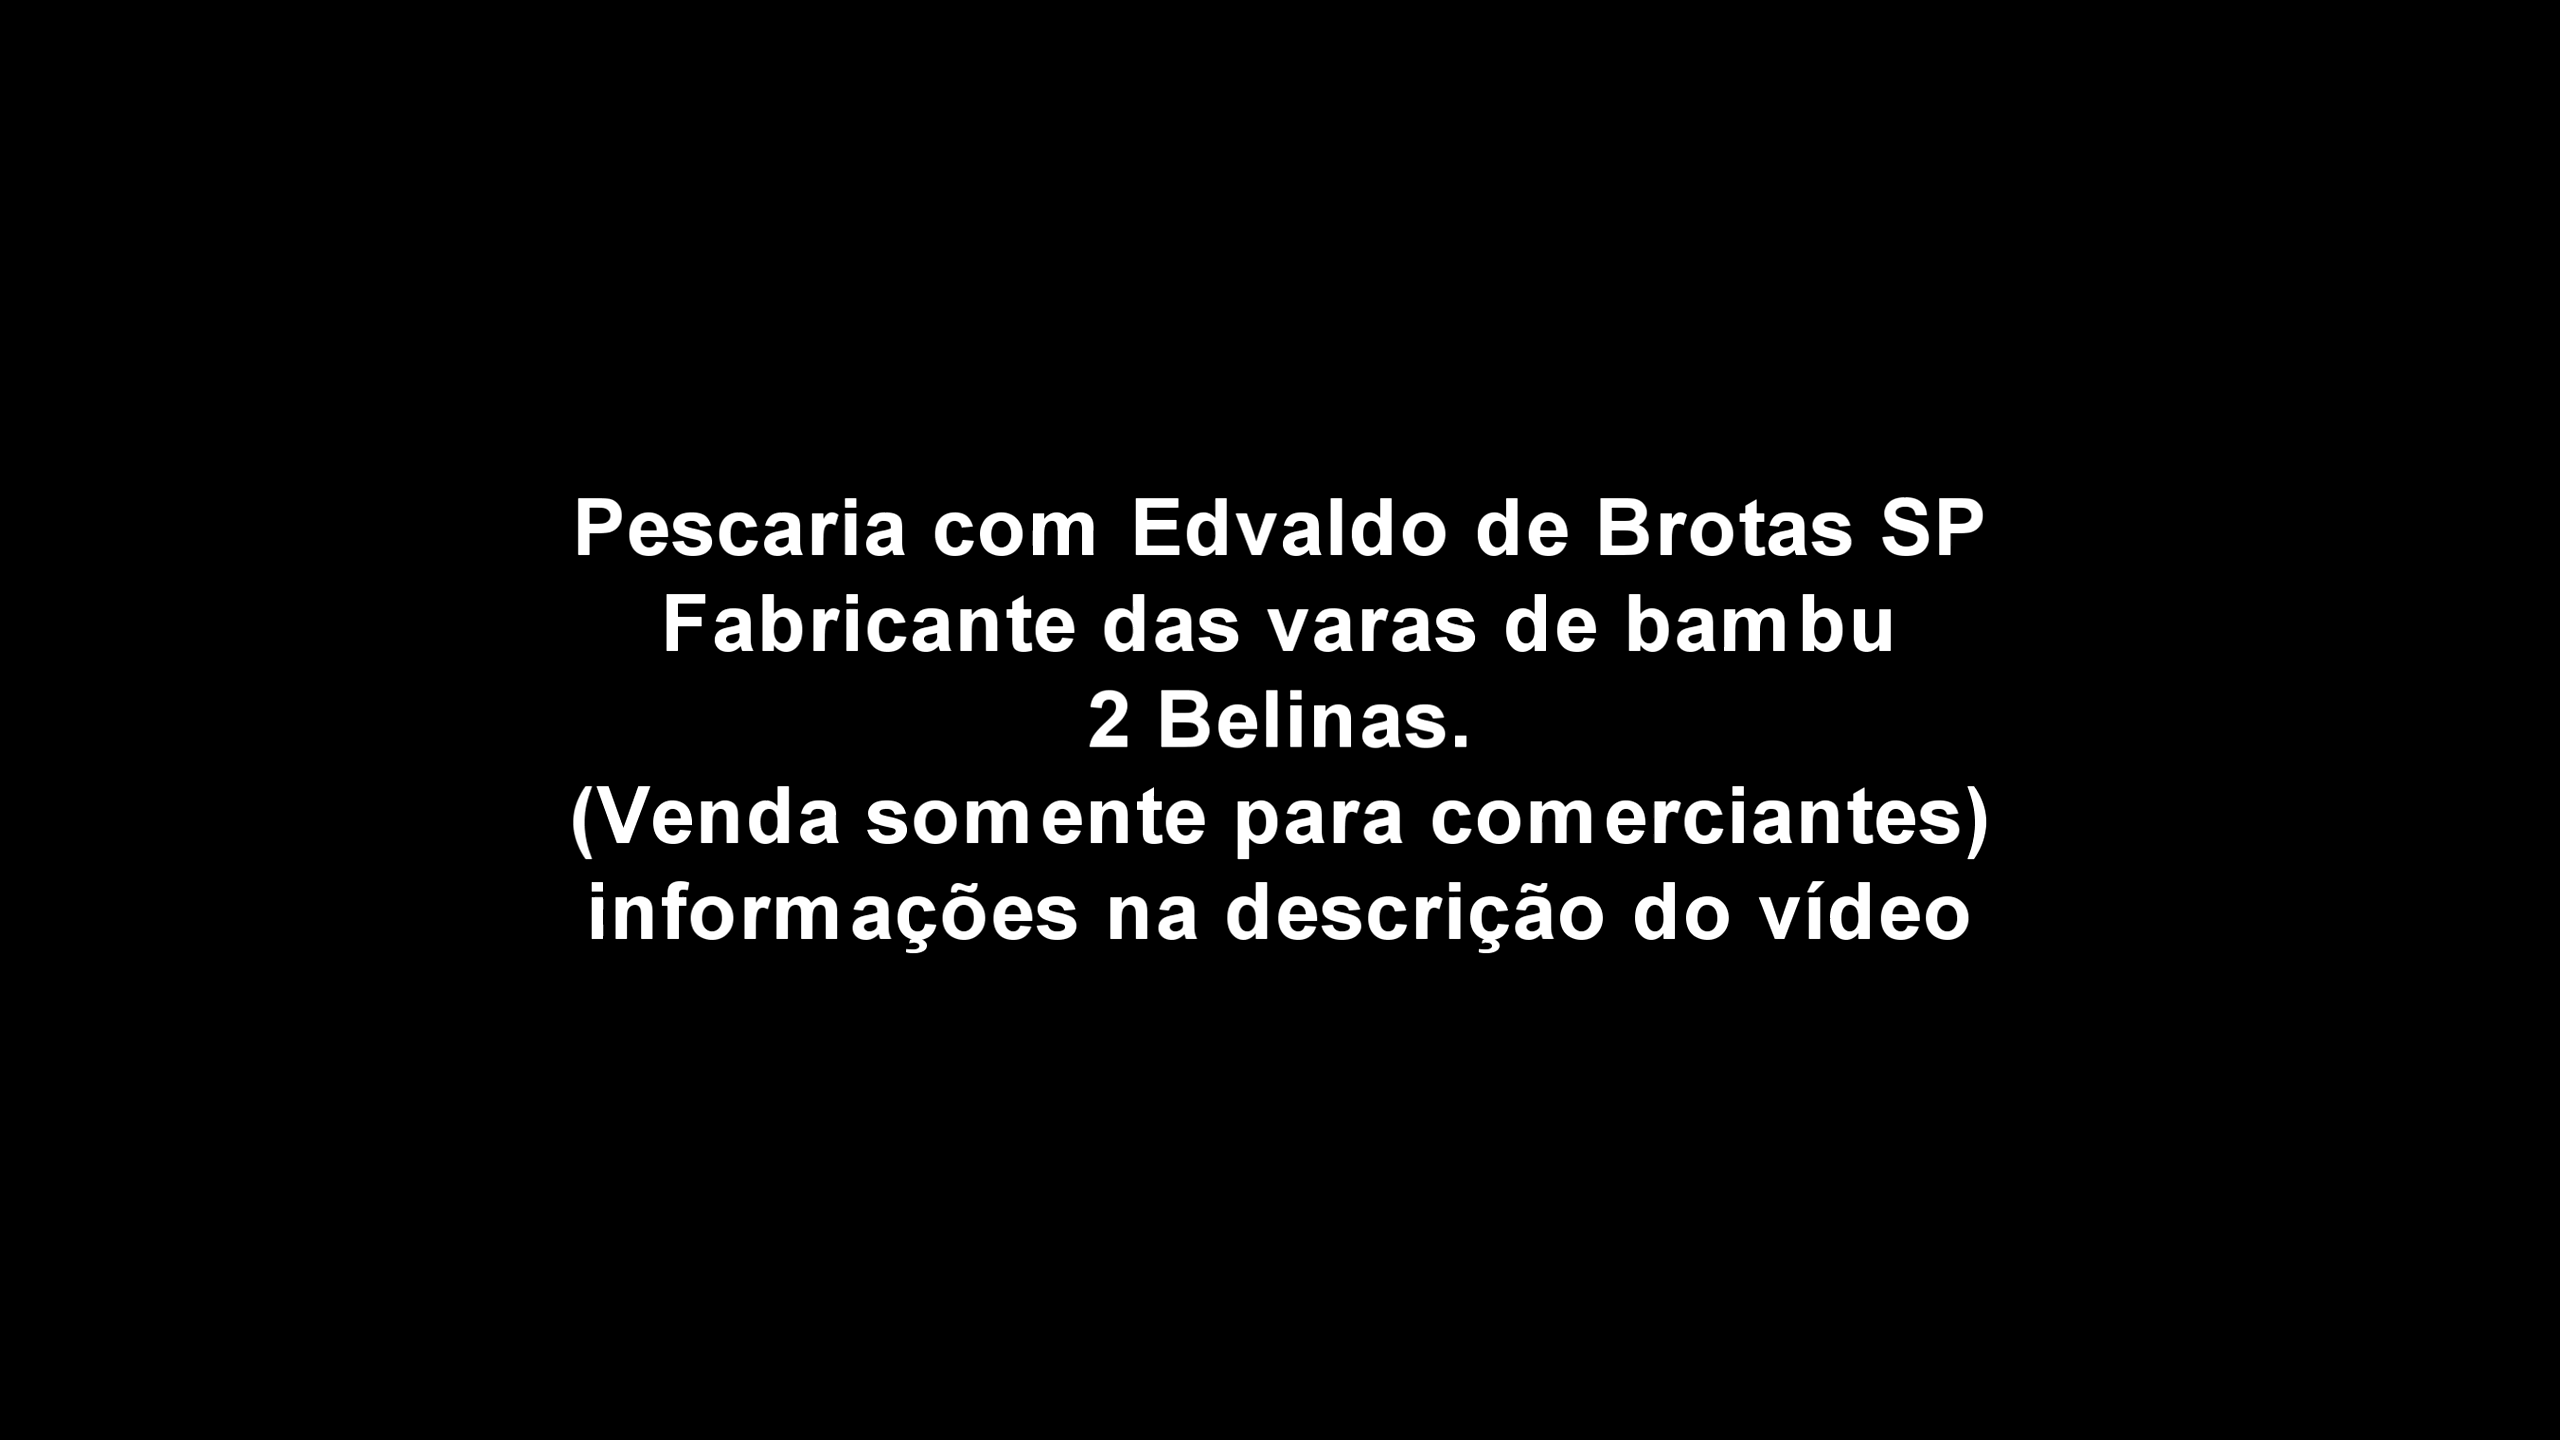 Pescaria com Edvaldo de Brotas SP
Fabricante das varas de bambu
2 Belinas.
(Venda somente para comerciantes)
informações na descrição do vídeo